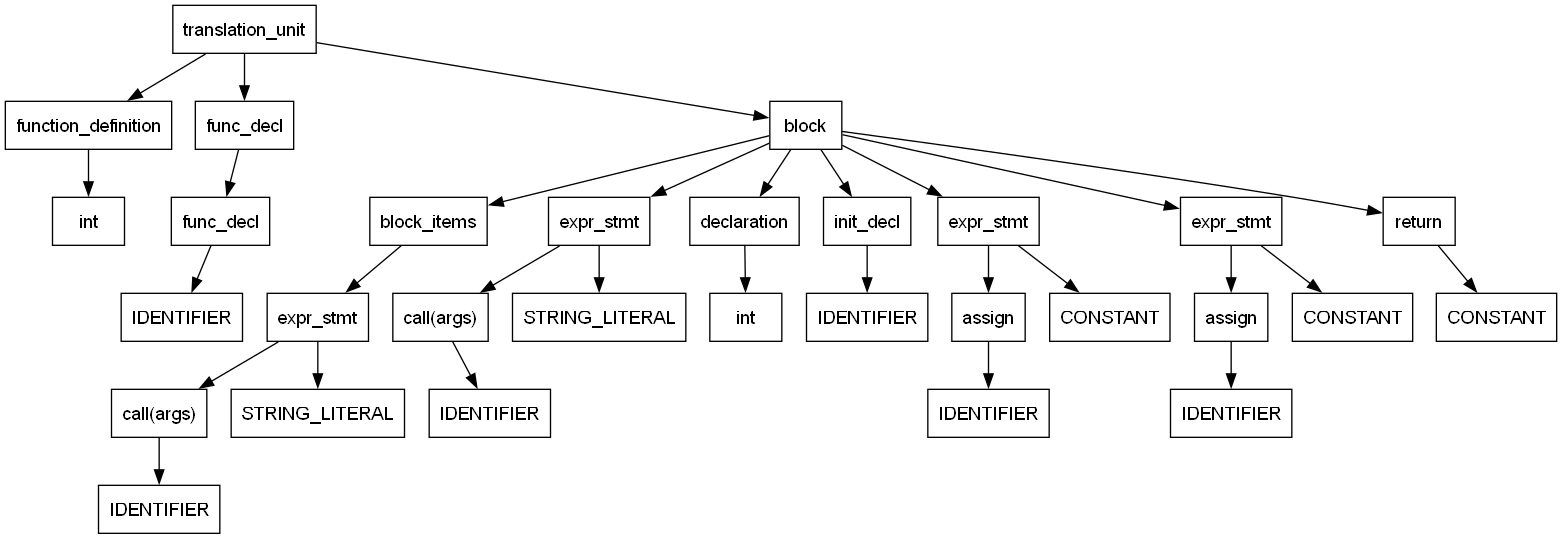 translation_unit
function_definition
func_decl
block
int
func_decl
block_items
expr_stmt
declaration
init_decl
expr_stmt
expr_stmt
return
IDENTIFIER
expr_stmt
call(args)
STRING_LITERAL
int
IDENTIFIER
assign
CONSTANT
assign
CONSTANT
CONSTANT
call(args)
STRING_LITERAL
IDENTIFIER
IDENTIFIER
IDENTIFIER
IDENTIFIER